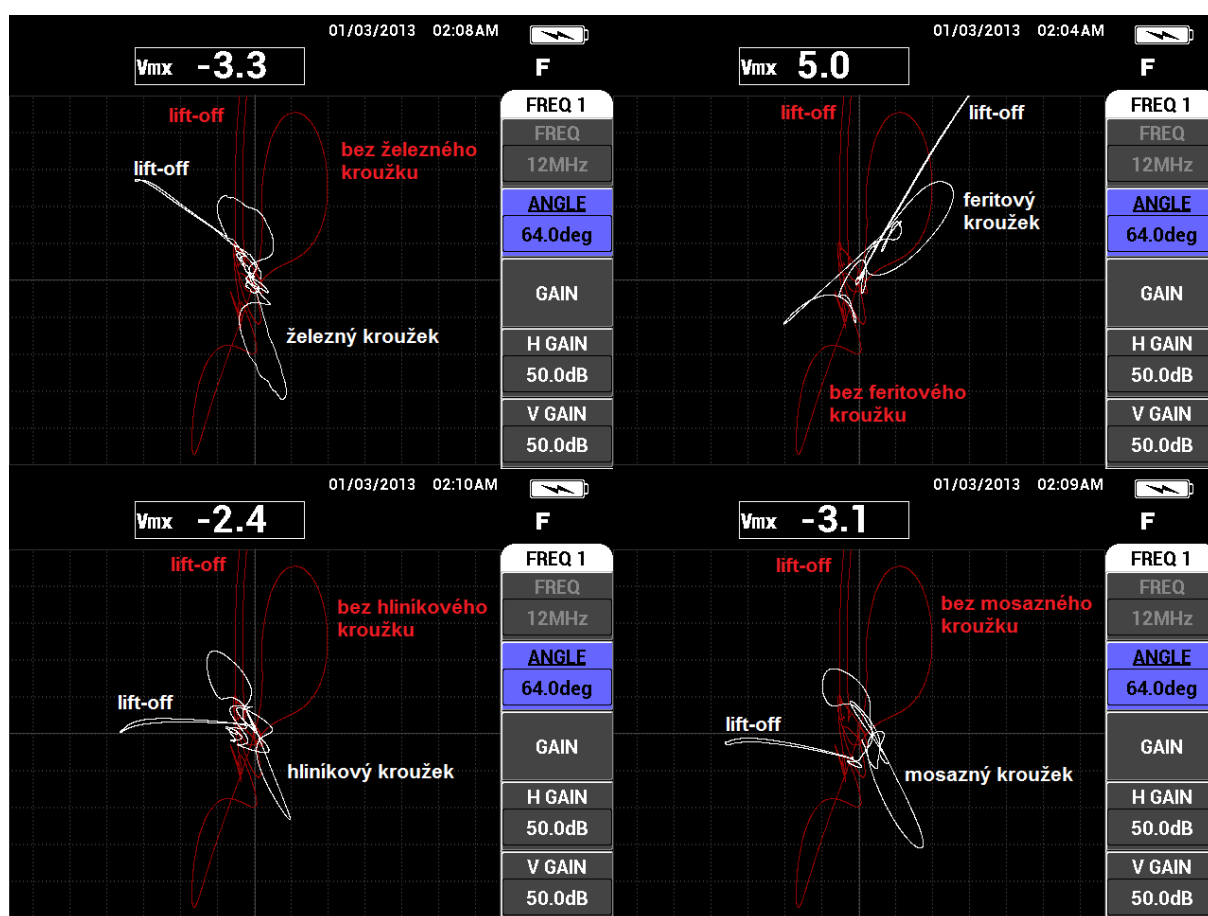 01/03/2013 02:08AM
Vmx -3.3
F
lift-off
bez železného
kroužku
lift-off
železný kroužek
FREQ 1
FREQ
12MHz
ANGLE
64.0deg
GAIN
H GAIN
50.0dB
V GAIN
50.0dB
01/03/2013 02:04AM
Vmx 5.0
F
lift-off
lift-off
feritový
kroužek
bez feritového
kroužku
FREQ 1
FREQ
12MHz
ANGLE
64.0deg
GAIN
H GAIN
50.0dB
V GAIN
50.0dB
01/03/2013 02:10AM
Vmx -2.4
F
lift-off
bez hliníkového
kroužku
lift-off
hliníkový kroužek
FREQ 1
FREQ
12MHz
ANGLE
64.0deg
GAIN
H GAIN
50.0dB
V GAIN
50.0dB
01/03/2013 02:09AM
Vmx -3.1
F
lift-off
bez mosazného
kroužku
lift-off
mosazný kroužek
FREQ 1
FREQ
12MHz
ANGLE
64.0deg
GAIN
H GAIN
50.0dB
V GAIN
50.0dB